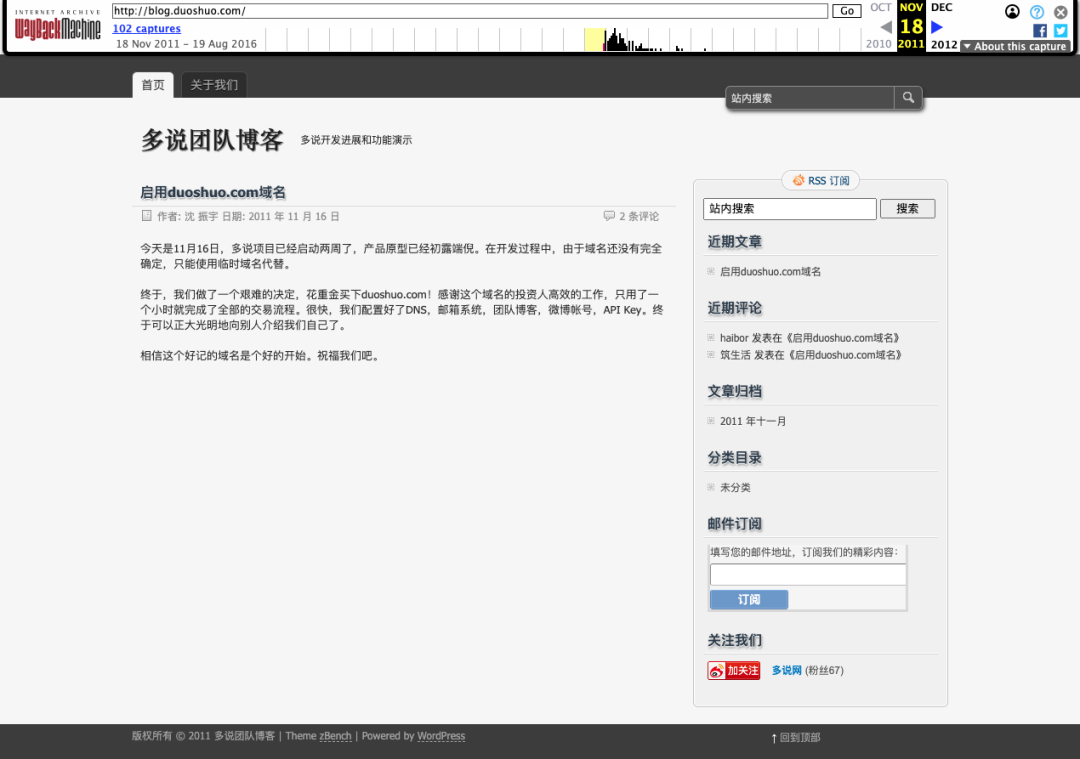 INTERNET ARCHIVE
WayBackMachine
http://blog.duoshuo.com/
Go
102 captures
18 Nov 2011 - 19 Aug 2016
OCT NOV DEC
18
2010 2011 2012
About this capture
首页
关于我们
站内搜索
多说团队博客
多说开发进展和功能演示
启用duoshuo.com域名
作者: 沈 振宇 日期: 2011 年 11 月 16 日
2 条评论
今天是11月16日，多说项目已经启动两周了，产品原型已经初露端倪。在开发过程中，由于域名还没有完全
确定，只能使用临时域名代替。
终于，我们做了一个艰难的决定，花重金买下duoshuo.com！感谢这个域名的投资人高效的工作，只用了一
个小时就完成了全部的交易流程。很快，我们配置好了DNS，邮箱系统，团队博客，微博帐号，API Key。终
于可以正大光明地向别人介绍我们自己了。
相信这个好记的域名是个好的开始。祝福我们吧。
RSS 订阅
站内搜索
搜索
近期文章
启用duoshuo.com域名
近期评论
haibor 发表在《启用duoshuo.com域名》
筑生活 发表在《启用duoshuo.com域名》
文章归档
2011 年十一月
分类目录
未分类
邮件订阅
填写您的邮件地址，订阅我们的精彩内容：
订阅
关注我们
加关注
多说网 (粉丝67)
版权所有 © 2011 多说团队博客 | Theme zBench | Powered by WordPress
↑ 回到顶部